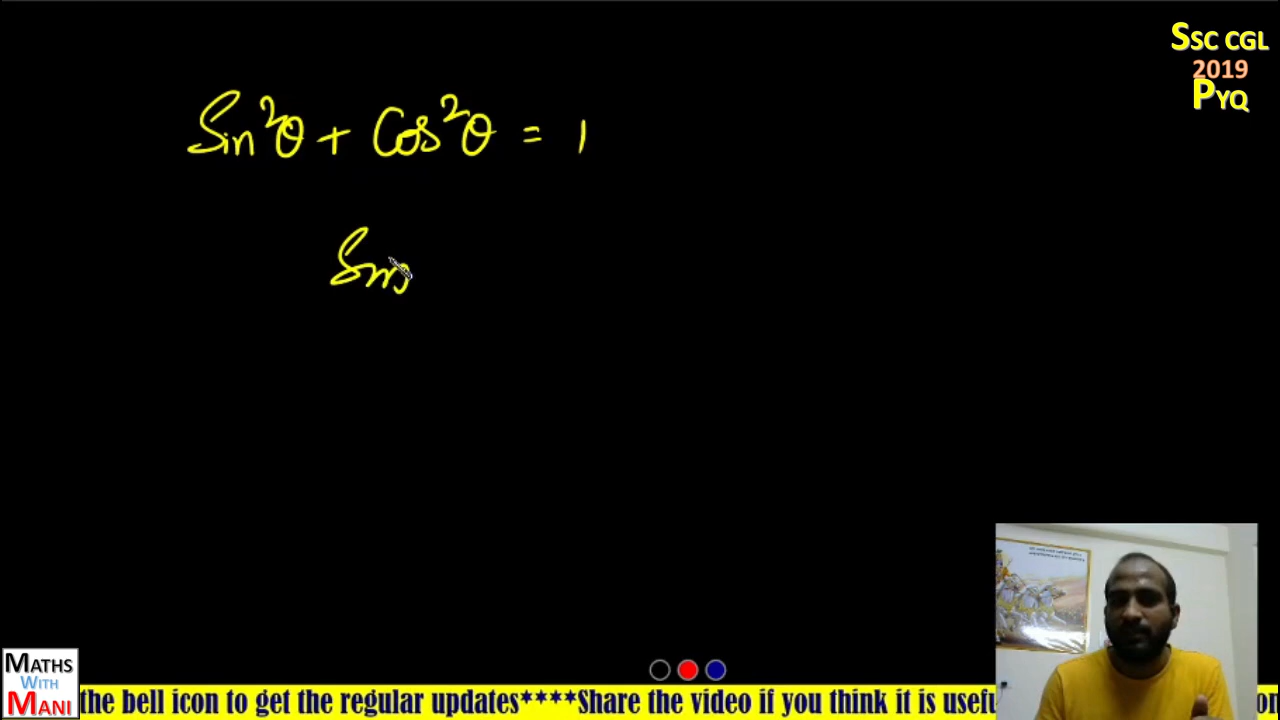 SSC CGL
2019
PYQ
Sin²θ + Cos²θ = 1
MATHS
WITH
MANI
the bell icon to get the regular updates****Share the video if you think it is usefu